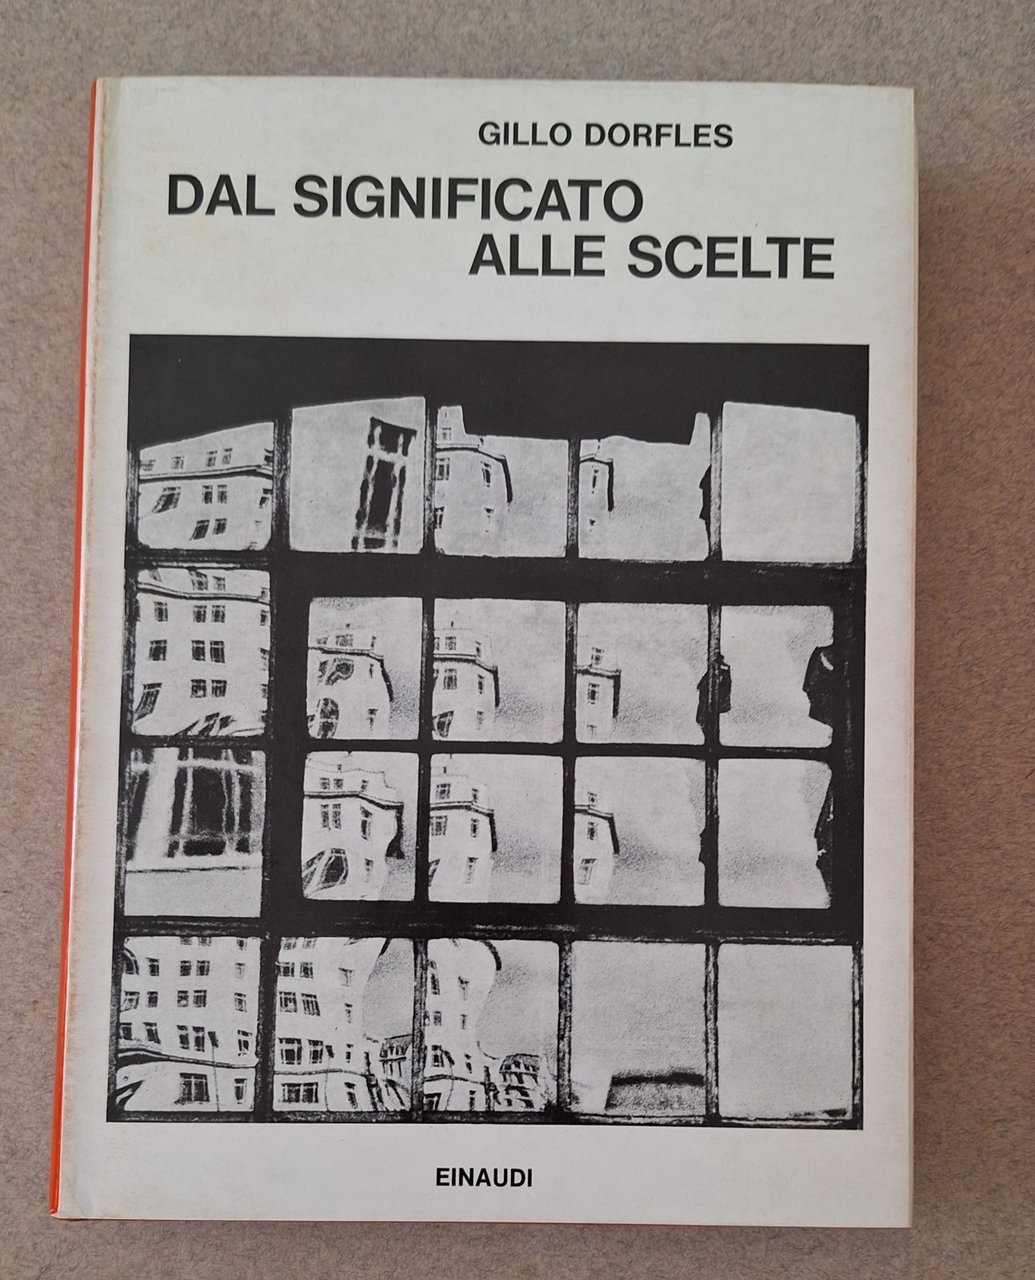 GILLO DORFLES
DAL SIGNIFICATO
ALLE SCELTE
EINAUDI